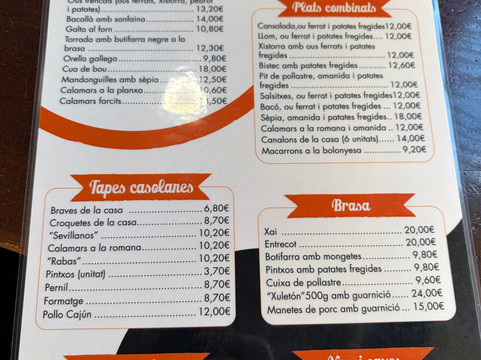 Ous trencats (ous ferrats, xistorra, pebrot
i patates)..........................13,20€
Bacallà amb samfaina ............... 14,00€
Galta al forn ...................... 10,80€
Torrada amb butifarra negre a la
brasa .............................. 12,30€
Orella gallega ..................... 9,80€
Cua de bou ......................... 18,00€
Mandonguilles amb sèpia... 12,50€
Calamars a la planxa....... 10,60€
Calamars farcits............
Plats combinats
Cansalada,ou ferrat i patates fregides12,00€
LLom, ou ferrat i patates fregides.... 12,00€
Xistorra amb ous ferrat i patates
fregides ........................... 12,00€
Bistec amb patates fregides ........ 12,60€
Pit de pollastre, amanida i patates
fregides ........................... 12,00€
Salsitxes, ou ferrat i patates fregides12,00€
Bacó, ou ferrat i patates fregides ... 12,00€
Sèpia, amanida i patates fregides.. 18,00€
Calamars a la romana i amanida .. 12,00€
Canalons de la casa (6 unitats)...... 14,00€
Macarrons a la bolonyesa ........... 9,20€
Tapes casolanes
Braves de la casa .................. 6,80€
Croquetes de la casa................ 8,70€
"Sevillanos" ....................... 10,20€
Calamars a la romana................ 10,20€
"Rabas" ............................ 10,20€
Pintxos (unitat) ................... 3,70€
Pernil.............................. 8,70€
Formatge ........................... 8,70€
Pollo Cajún ........................ 12,00€
Brasa
Xai ................................ 20,00€
Entrecot ........................... 20,00€
Botifarra amb mongetes.............. 9,80€
Pintxos amb patates fregides ....... 9,80€
Cuixa de pollastre.................. 9,60€
"Xuletón"500g amb guarnició ... 24,00€
Manetes de porc amb guarnició ... 15,00€